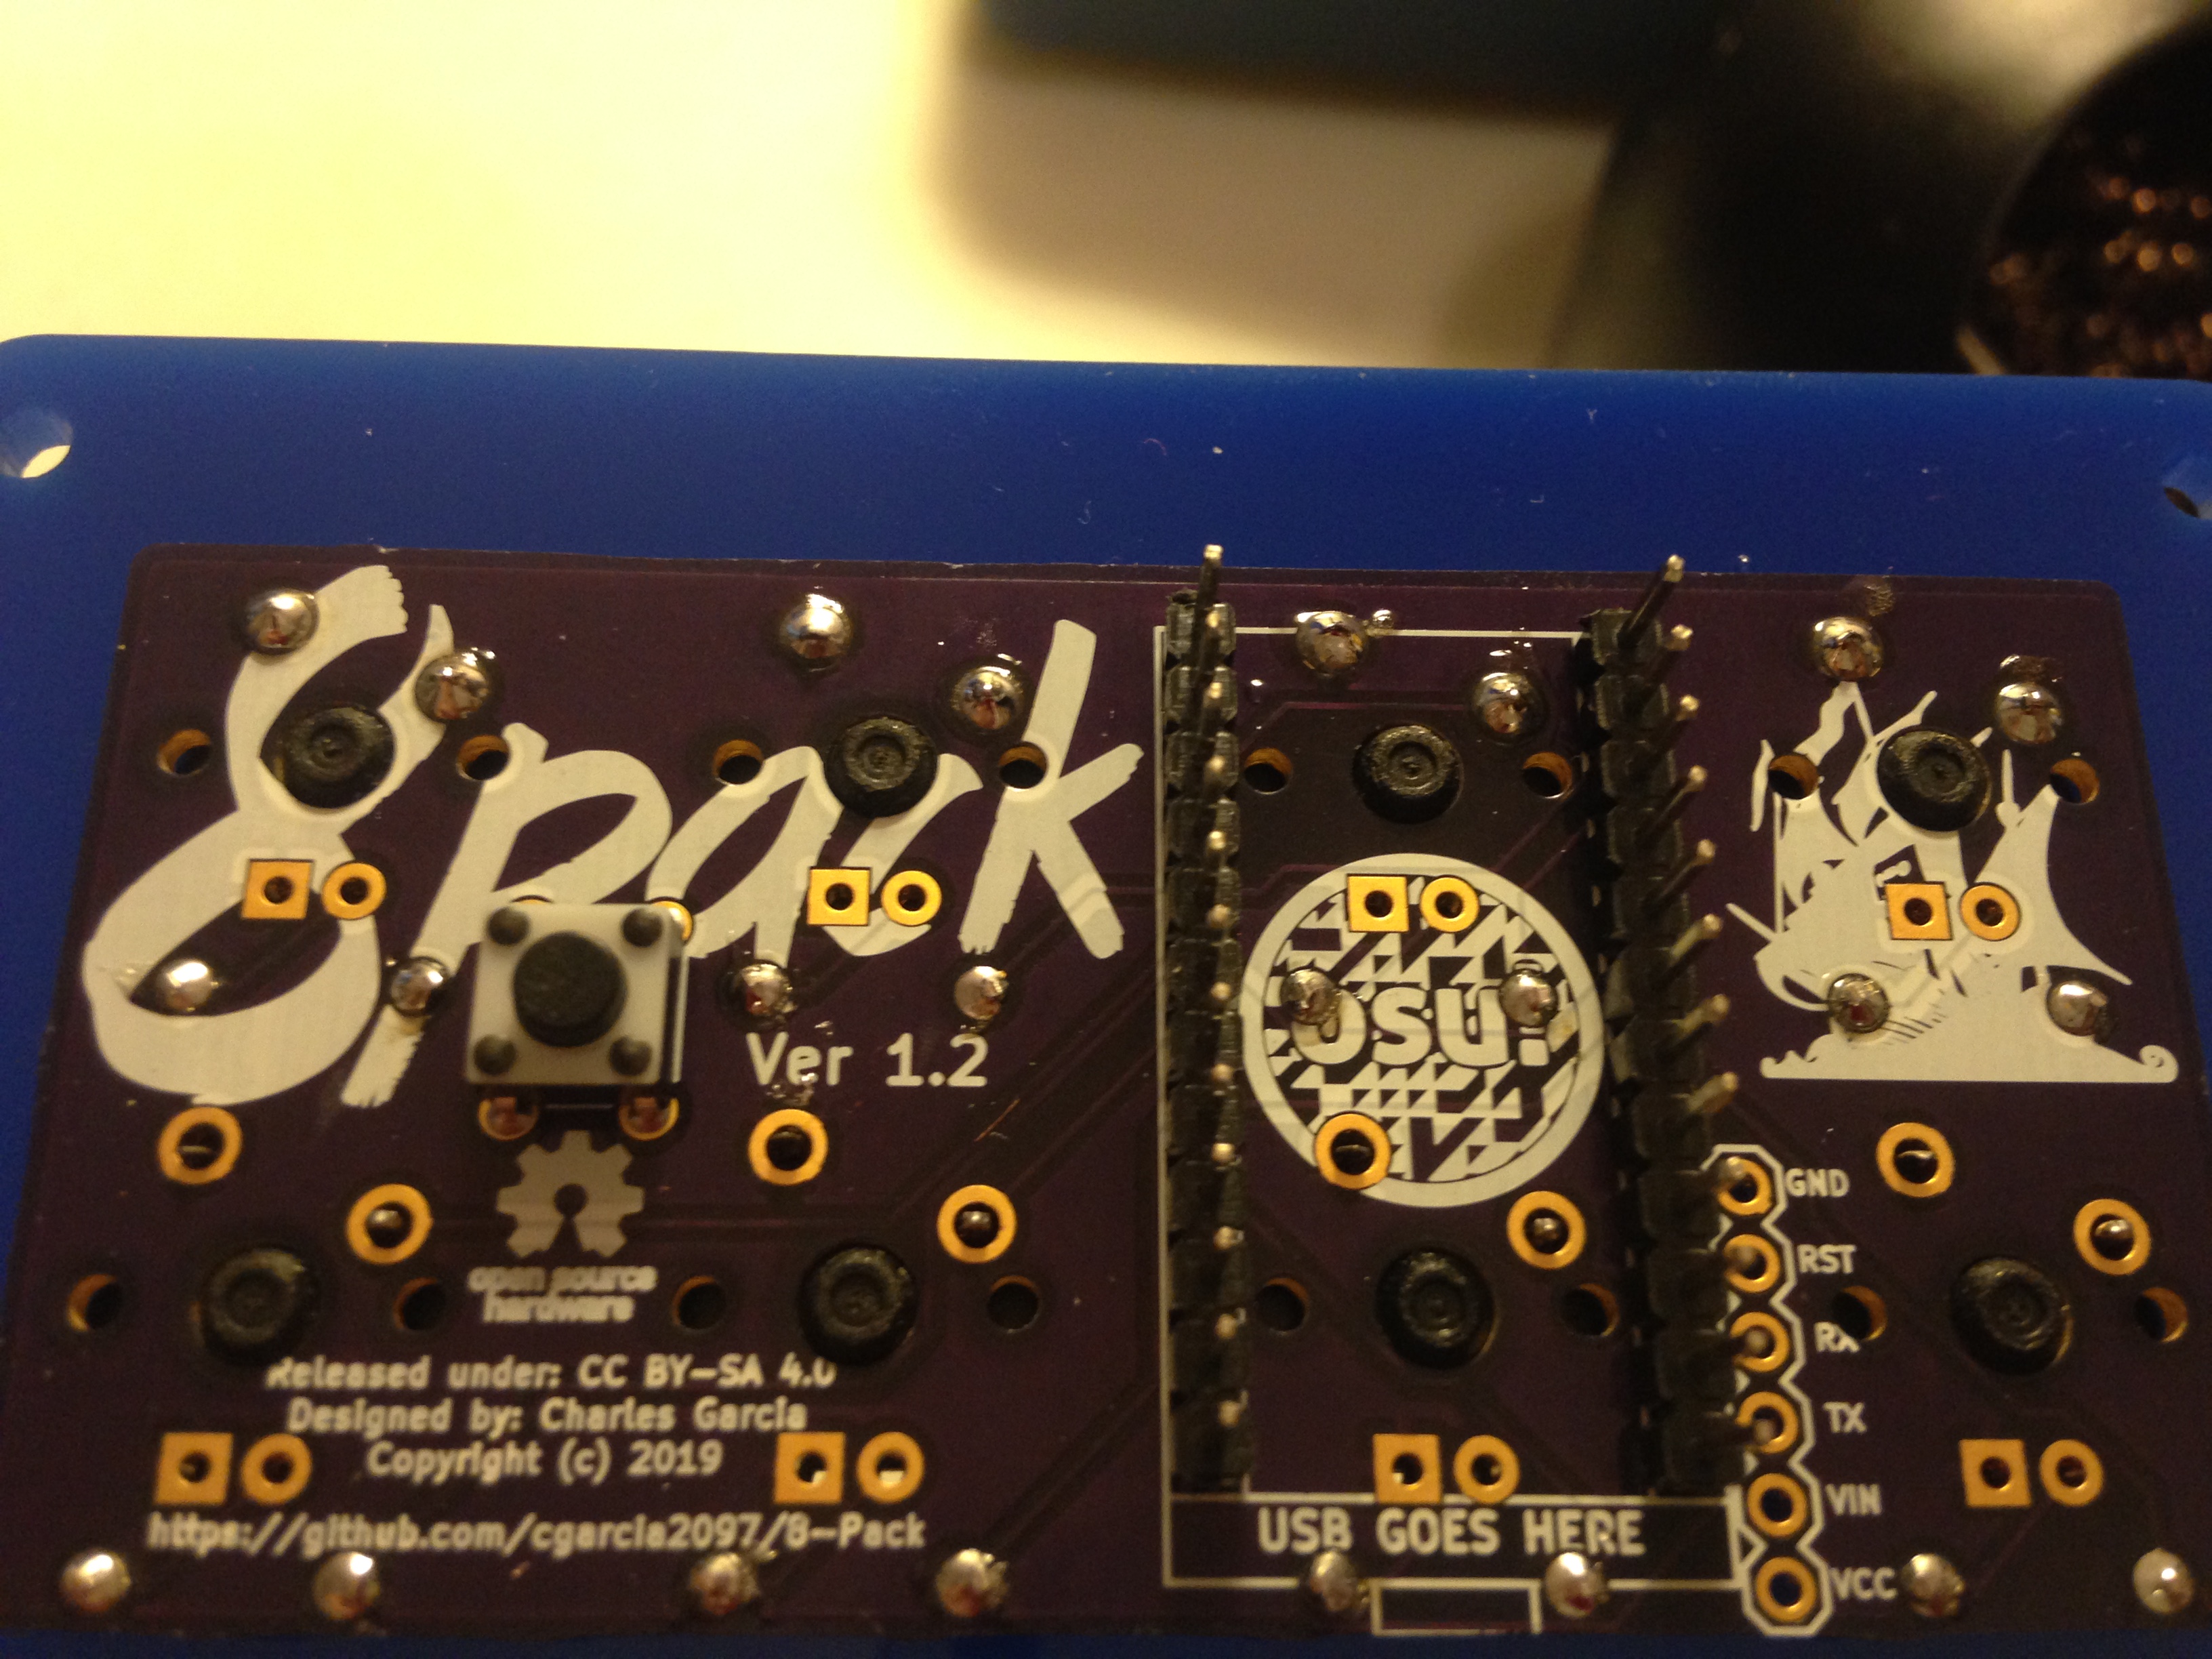 8pack
Ver 1.2
OSU!
open source
hardware
Released under: CC BY-SA 4.0
Designed by: Charles Garcia
Copyright (c) 2019
https://github.com/cgarcia2097/8-Pack
USB GOES HERE
GND
RST
RX
TX
VIN
VCC